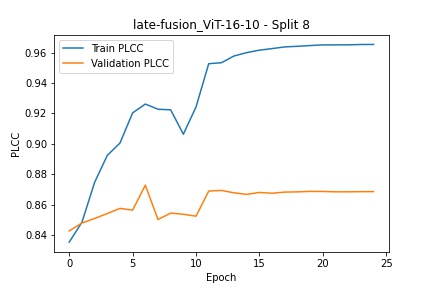 late-fusion_ViT-16-10 - Split 8
Train PLCC
Validation PLCC
PLCC
0.96
0.94
0.92
0.90
0.88
0.86
0.84
0
5
10
15
20
25
Epoch